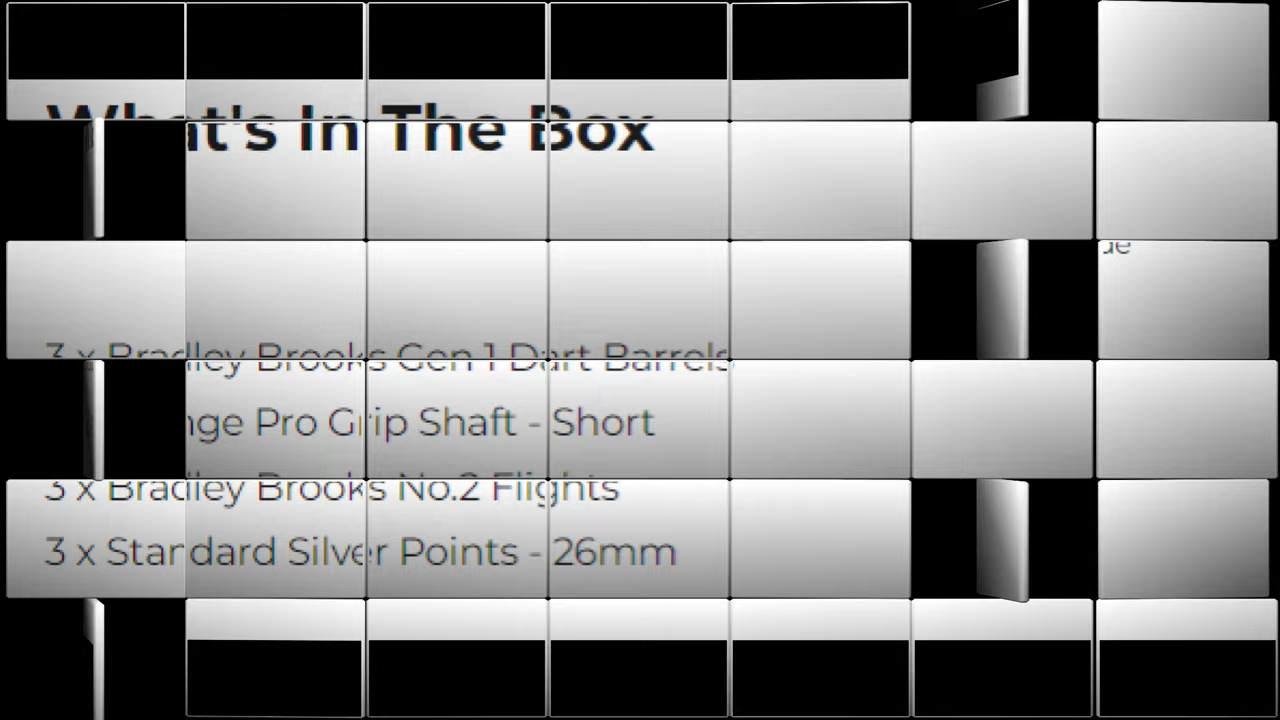 What's In The Box
3 x Bradley Brooks Gen 1 Dart Barrels
Pro Grip Shaft - Short
3 x Bradley Brooks No.2 Flights
3 x Standard Silver Points - 26mm